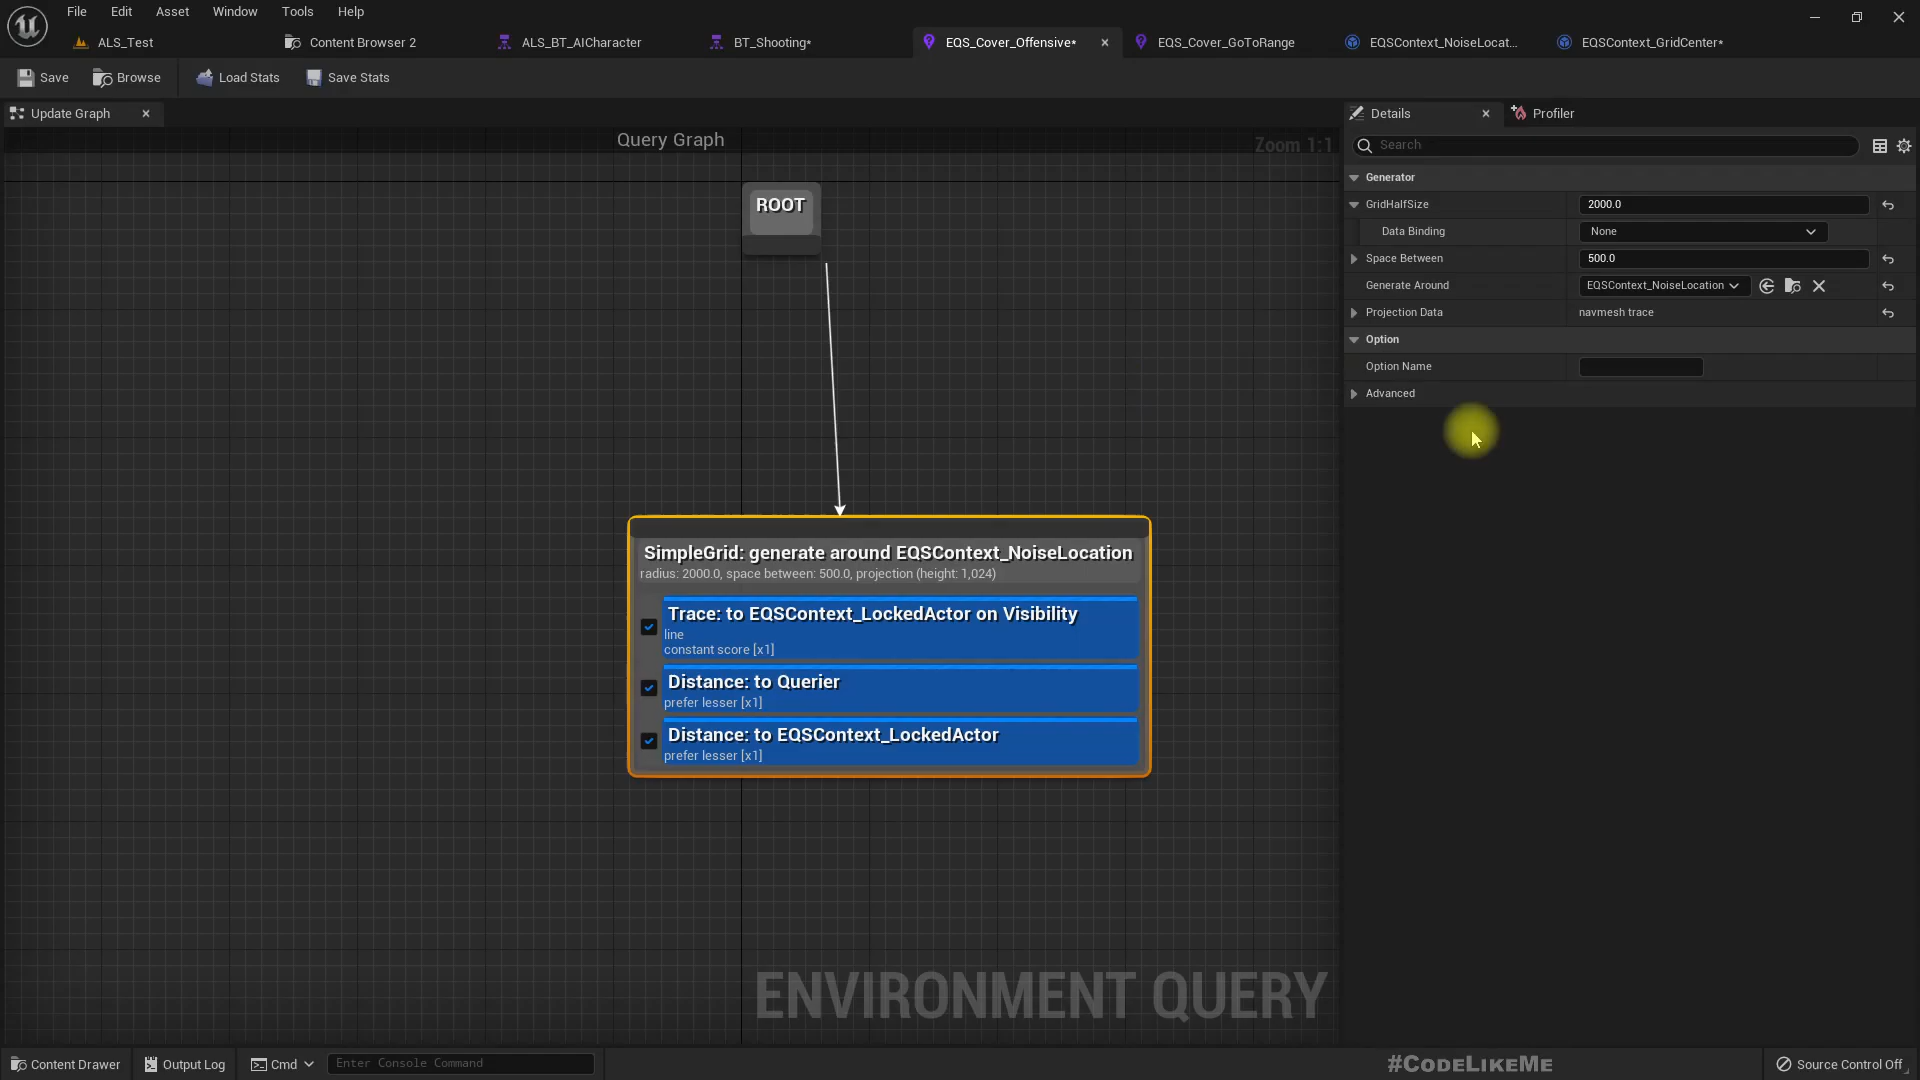 File Edit Asset Window Tools Help
ALS_Test Content Browser 2 ALS_BT_AICharacter BT_Shooting* EQS_Cover_Offensive* EQS_Cover_GoToRange EQSContext_NoiseLocat... EQSContext_GridCenter*
Save Browse Load Stats Save Stats
Update Graph
Query Graph
Zoom 1:1
ROOT
SimpleGrid: generate around EQSContext_NoiseLocation
radius: 2000.0, space between: 500.0, projection (height: 1,024)
Trace: to EQSContext_LockedActor on Visibility
line
constant score [x1]
Distance: to Querier
prefer lesser [x1]
Distance: to EQSContext_LockedActor
prefer lesser [x1]
ENVIRONMENT QUERY
Details Profiler
Search
Generator
GridHalfSize 2000.0
Data Binding None
Space Between 500.0
Generate Around EQSContext_NoiseLocation
Projection Data navmesh trace
Option
Option Name
Advanced
Content Drawer Output Log Cmd Enter Console Command
#CodeLikeMe
Source Control Off